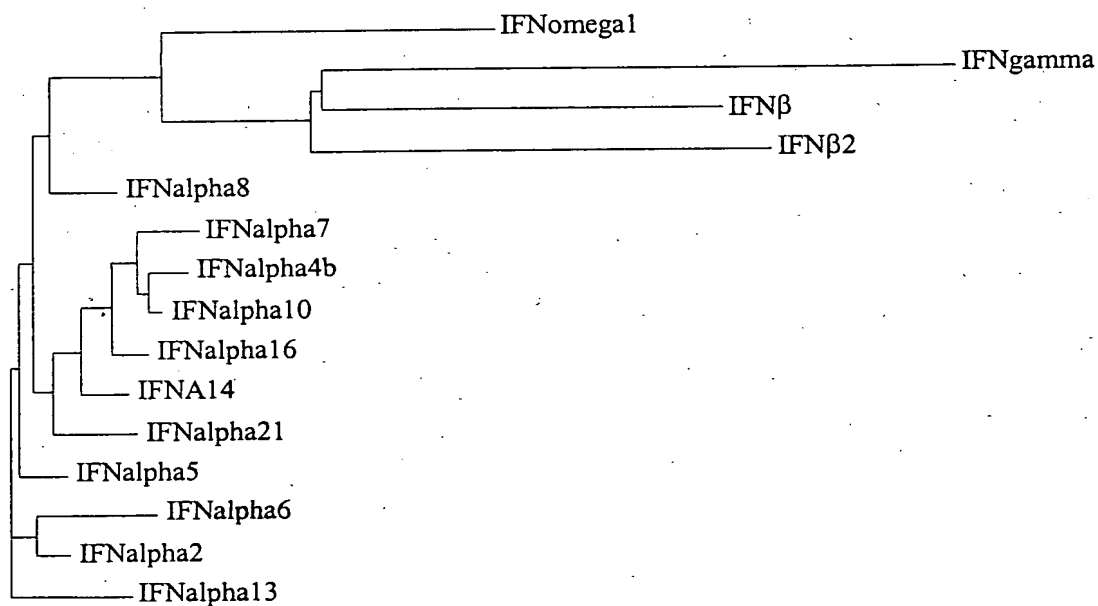 IFNomega1
IFNgamma
IFNβ
IFNβ2
IFNalpha8
IFNalpha7
IFNalpha4b
IFNalpha10
IFNalpha16
IFNA14
IFNalpha21
IFNalpha5
IFNalpha6
IFNalpha2
IFNalpha13